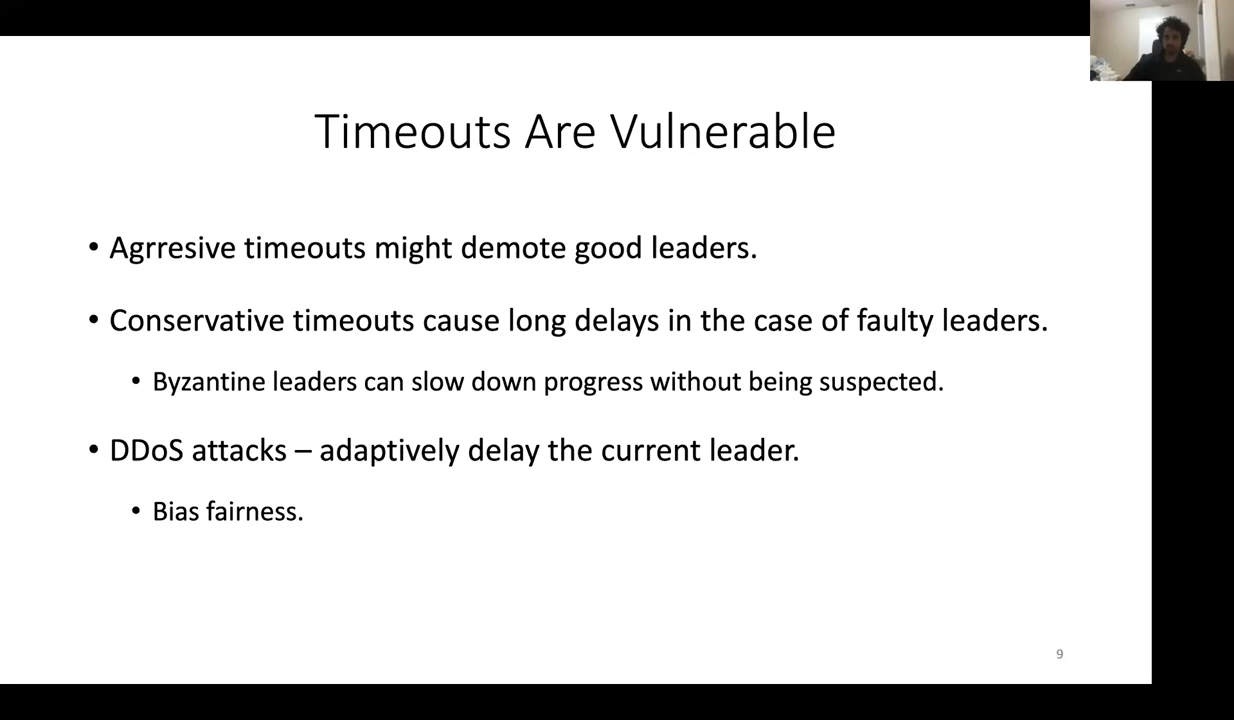 Timeouts Are Vulnerable
• Agrresive timeouts might demote good leaders.
• Conservative timeouts cause long delays in the case of faulty leaders.
• Byzantine leaders can slow down progress without being suspected.
• DDoS attacks – adaptively delay the current leader.
• Bias fairness.
9